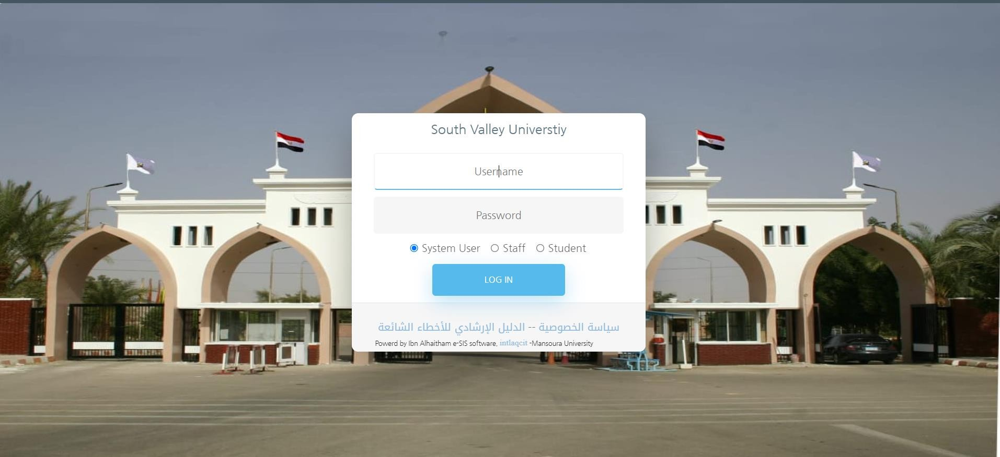 South Valley Universtiy
Username
Password
System User Staff Student
LOG IN
سياسة الخصوصية -- الدليل الإرشادي للأخطاء الشائعة
Powerd by Ibn Alhaitham e-SIS software, intlaqcit -Mansoura University